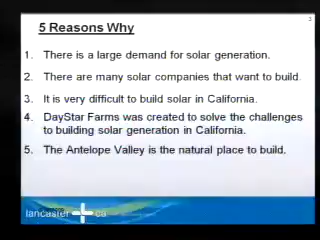 3
5 Reasons Why
1. There is a large demand for solar generation.
2. There are many solar companies that want to build.
3. It is very difficult to build solar in California.
4. DayStar Farms was created to solve the challenges
to building solar generation in California.
5. The Antelope Valley is the natural place to build.
lancaster ca